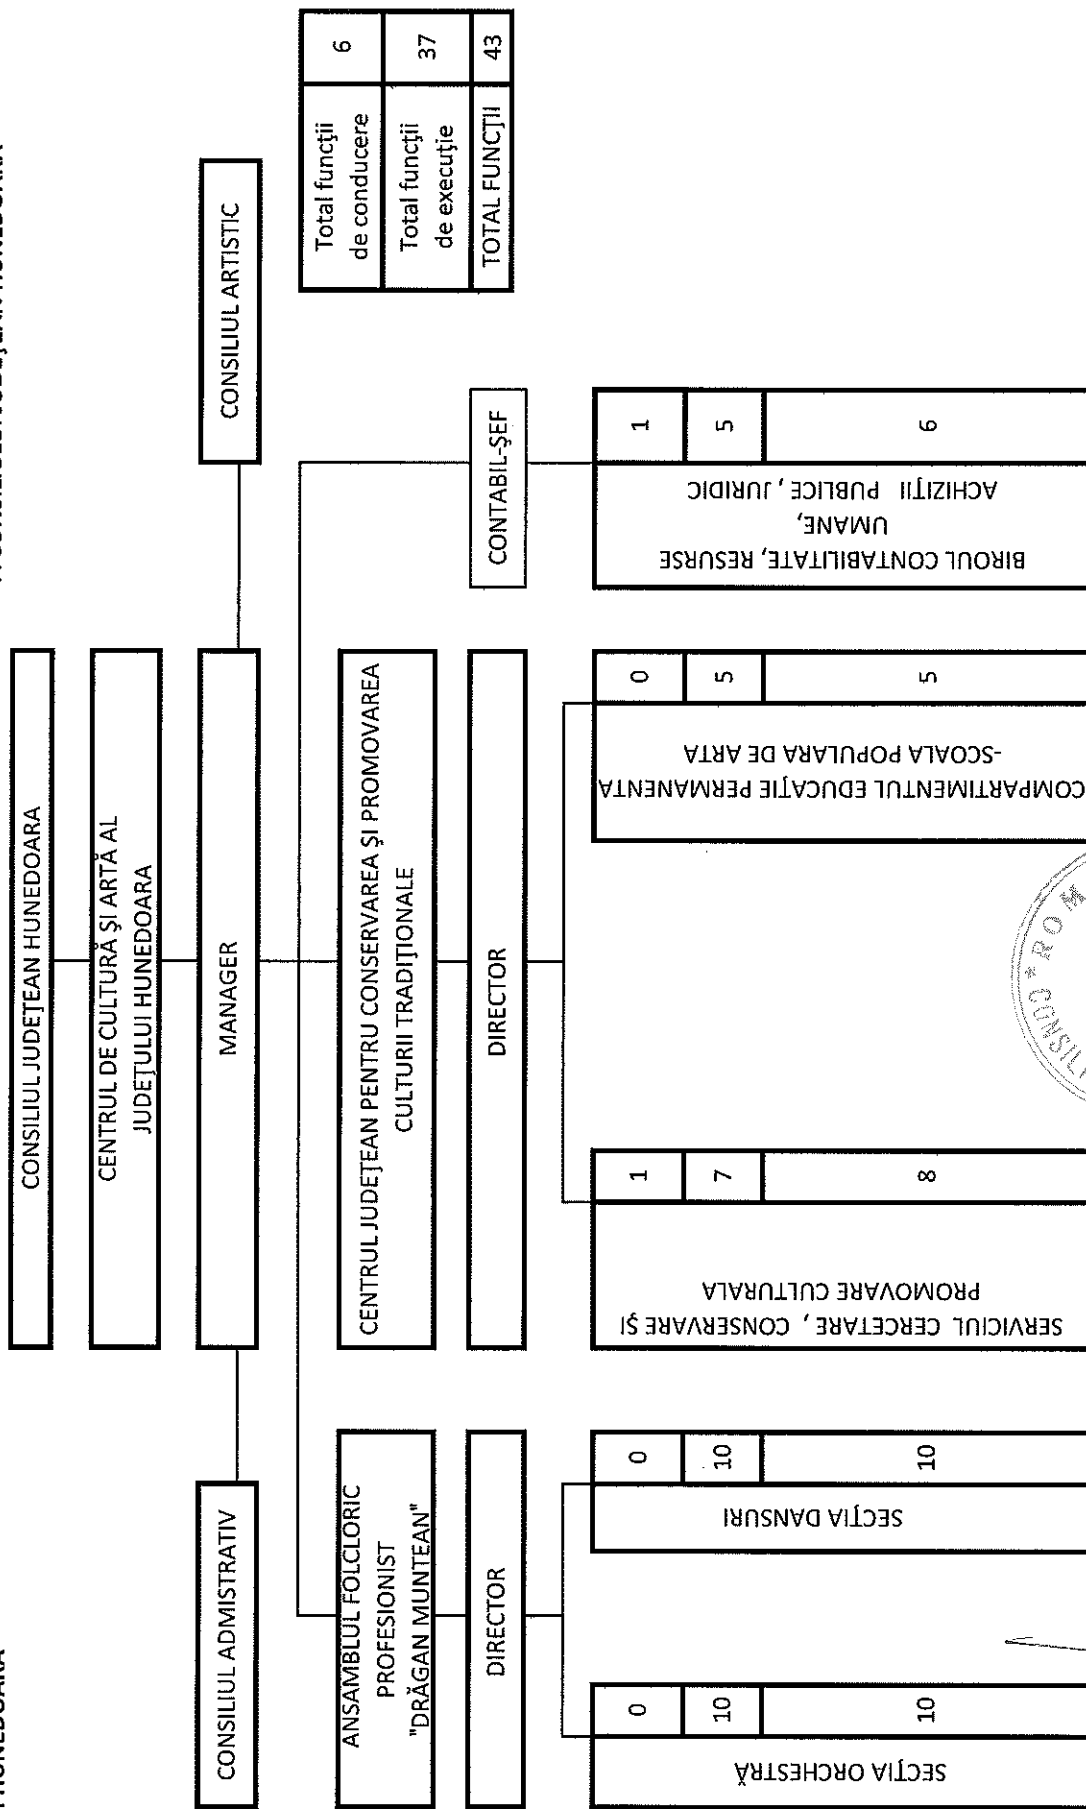 CONSILIUL JUDEȚEAN HUNEDOARA
CENTRUL DE CULTURĂ ȘI ARTĂ AL
JUDEȚULUI HUNEDOARA
CONSILIUL ADMISTRATIV
MANAGER
CONSILIUL ARTISTIC
ANSAMBLUL FOLCLORIC
PROFESIONIST
"DRĂGAN MUNTEAN"
CENTRUL JUDEȚEAN PENTRU CONSERVAREA ȘI PROMOVAREA
CULTURII TRADIȚIONALE
Total funcții
de conducere
6
Total funcții
de execuție
37
TOTAL FUNCȚII
43
DIRECTOR
DIRECTOR
CONTABIL-ȘEF
SECȚIA ORCHESTRĂ
0
10
10
SECȚIA DANSURI
0
10
10
SERVICIUL CERCETARE, CONSERVARE ȘI
PROMOVARE CULTURALA
1
7
8
COMPARTIMENTUL EDUCAȚIE PERMANENTA
-SCOALA POPULARA DE ARTA
0
5
5
BIROUL CONTABILITATE, RESURSE
UMANE,
ACHIZIȚII PUBLICE, JURIDIC
1
5
6